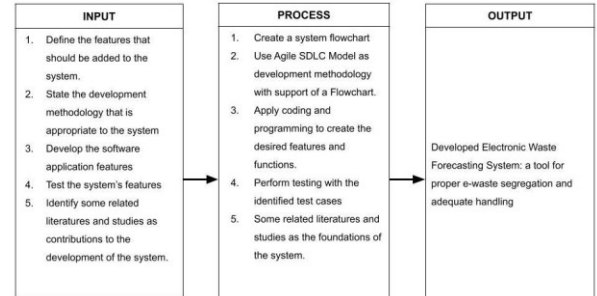 INPUT
1. Define the features that
should be added to the
system.
2. State the development
methodology that is
appropriate to the system
3. Develop the software
application features
4. Test the system's features
5. Identify some related
literatures and studies as
contributions to the
development of the system.
PROCESS
1. Create a system flowchart
2. Use Agile SDLC Model as
development methodology
with support of a Flowchart.
3. Apply coding and
programming to create the
desired features and
functions.
4. Perform testing with the
identified test cases
5. Some related literatures and
studies as the foundations of
the system.
OUTPUT
Developed Electronic Waste
Forecasting System: a tool for
proper e-waste segregation and
adequate handling